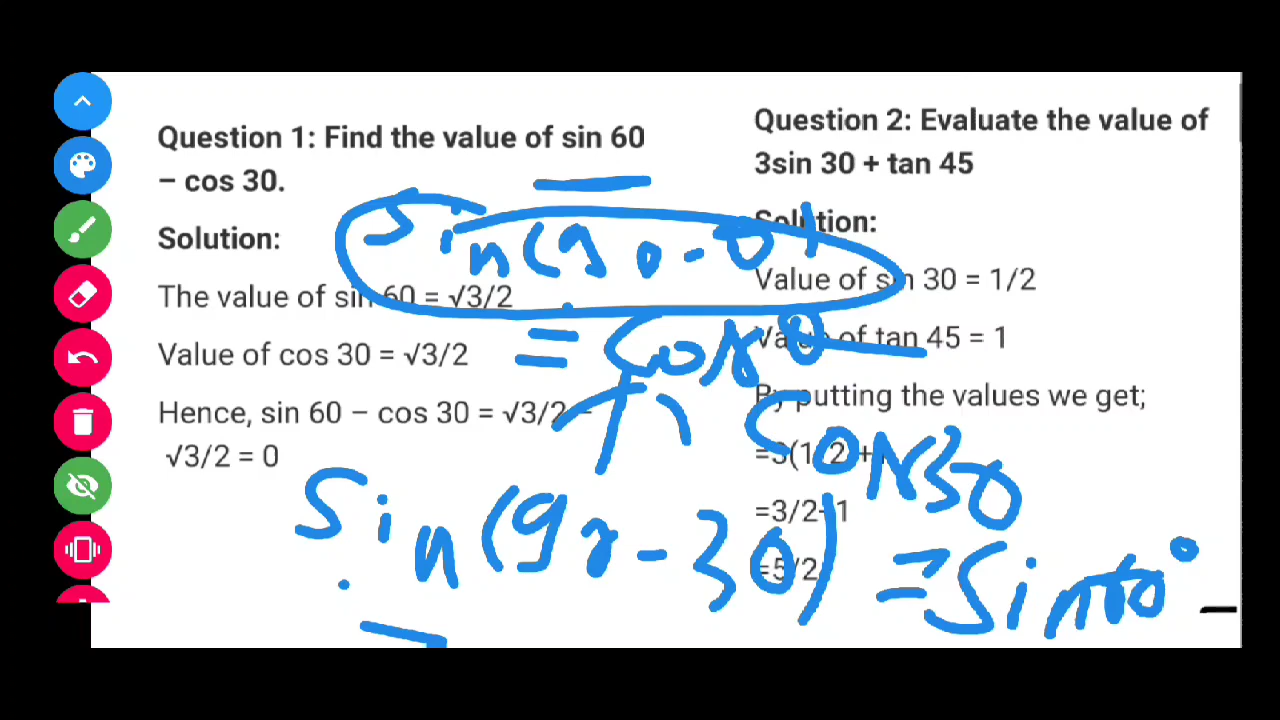 Question 1: Find the value of sin 60
– cos 30.
Solution:
The value of sin 60 = √3/2
Value of cos 30 = √3/2
Hence, sin 60 – cos 30 = √3/2 –
√3/2 = 0
Question 2: Evaluate the value of
3sin 30 + tan 45
Solution:
Value of sin 30 = 1/2
Value of tan 45 = 1
By putting the values we get;
=3(1/2) +1
=3/2+1
=5/2
Sin(90-θ)
= Cosθ
Cos30
Sin(90-30) = Sin60°